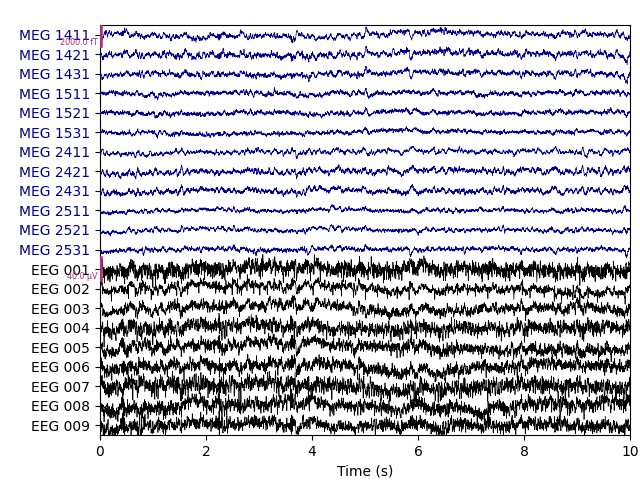 MEG 1411
2000.0 fT
MEG 1421
MEG 1431
MEG 1511
MEG 1521
MEG 1531
MEG 2411
MEG 2421
MEG 2431
MEG 2511
MEG 2521
MEG 2531
EEG 001
40.0 µV
EEG 002
EEG 003
EEG 004
EEG 005
EEG 006
EEG 007
EEG 008
EEG 009
0 2 4 6 8 10
Time (s)